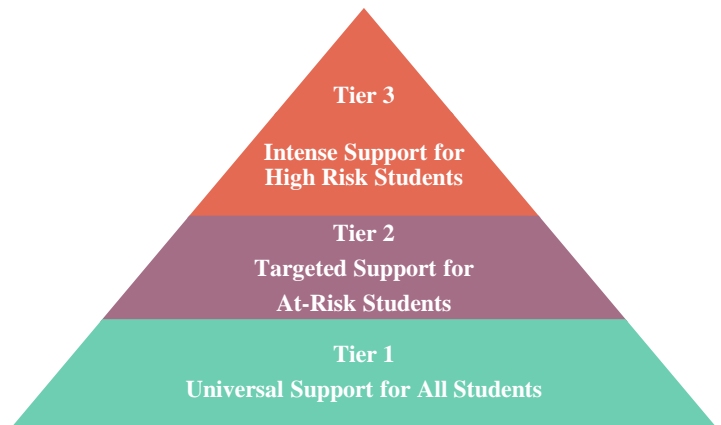 Tier 3
Intense Support for
High Risk Students
Tier 2
Targeted Support for
At-Risk Students
Tier 1
Universal Support for All Students